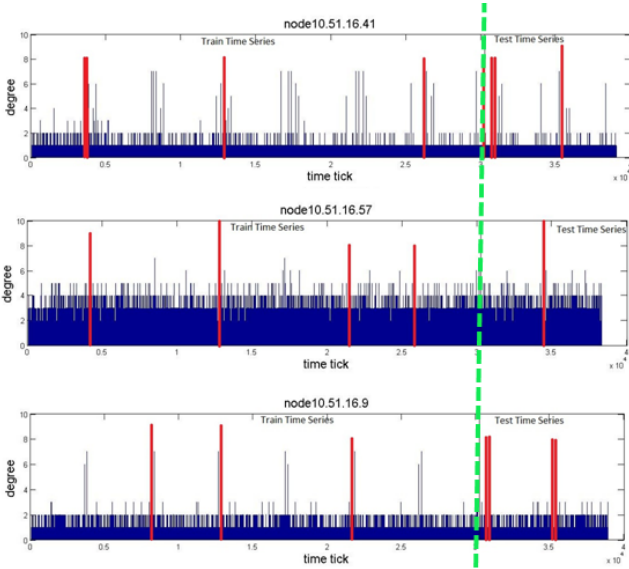 node10.51.16.41
Train Time Series
Test Time Series
degree
10
8
6
4
2
0
0 0.5 1 1.5 2 2.5 3 3.5 4
x 10⁴
time tick
node10.51.16.57
Train Time Series
Test Time Series
degree
10
8
6
4
2
0
0 0.5 1 1.5 2 2.5 3 3.5 4
x 10⁴
time tick
node10.51.16.9
Train Time Series
Test Time Series
degree
10
8
6
4
2
0
0 0.5 1 1.5 2 2.5 3 3.5 4
x 10⁴
time tick